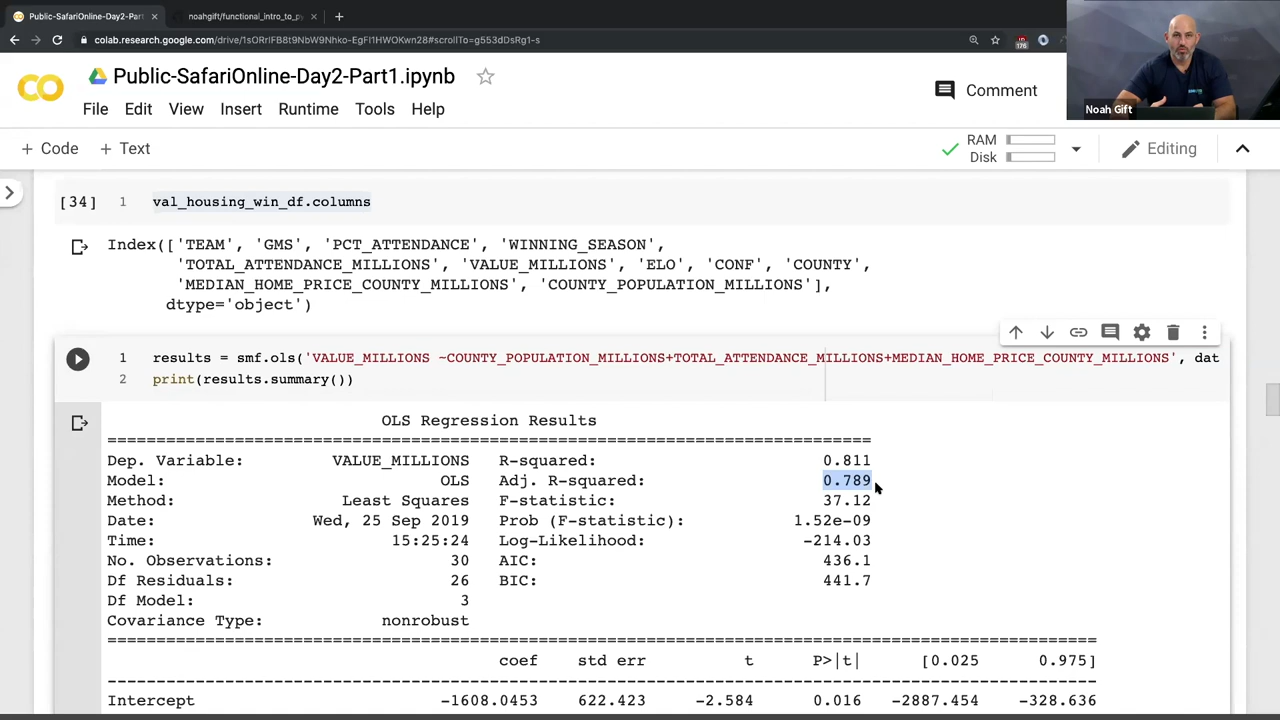 Public-SafariOnline-Day2-Part
noahgift/functional_intro_to_p
colab.research.google.com/drive/1sORrIFB8t9NbW9Nhko-EgFI1HWOKwn28#scrollTo=g553dDsRg1-s
176
Public-SafariOnline-Day2-Part1.ipynb
Comment
Noah Gift
File Edit View Insert Runtime Tools Help
+ Code + Text
RAM
Disk
Editing
[34] 1 val_housing_win_df.columns
Index(['TEAM', 'GMS', 'PCT_ATTENDANCE', 'WINNING_SEASON',
'TOTAL_ATTENDANCE_MILLIONS', 'VALUE_MILLIONS', 'ELO', 'CONF', 'COUNTY',
'MEDIAN_HOME_PRICE_COUNTY_MILLIONS', 'COUNTY_POPULATION_MILLIONS'],
dtype='object')
1 results = smf.ols('VALUE_MILLIONS ~COUNTY_POPULATION_MILLIONS+TOTAL_ATTENDANCE_MILLIONS+MEDIAN_HOME_PRICE_COUNTY_MILLIONS', dat
2 print(results.summary())
OLS Regression Results
Dep. Variable: VALUE_MILLIONS R-squared: 0.811
Model: OLS Adj. R-squared: 0.789
Method: Least Squares F-statistic: 37.12
Date: Wed, 25 Sep 2019 Prob (F-statistic): 1.52e-09
Time: 15:25:24 Log-Likelihood: -214.03
No. Observations: 30 AIC: 436.1
Df Residuals: 26 BIC: 441.7
Df Model: 3
Covariance Type: nonrobust
coef std err t P>|t| [0.025 0.975]
Intercept -1608.0453 622.423 -2.584 0.016 -2887.454 -328.636